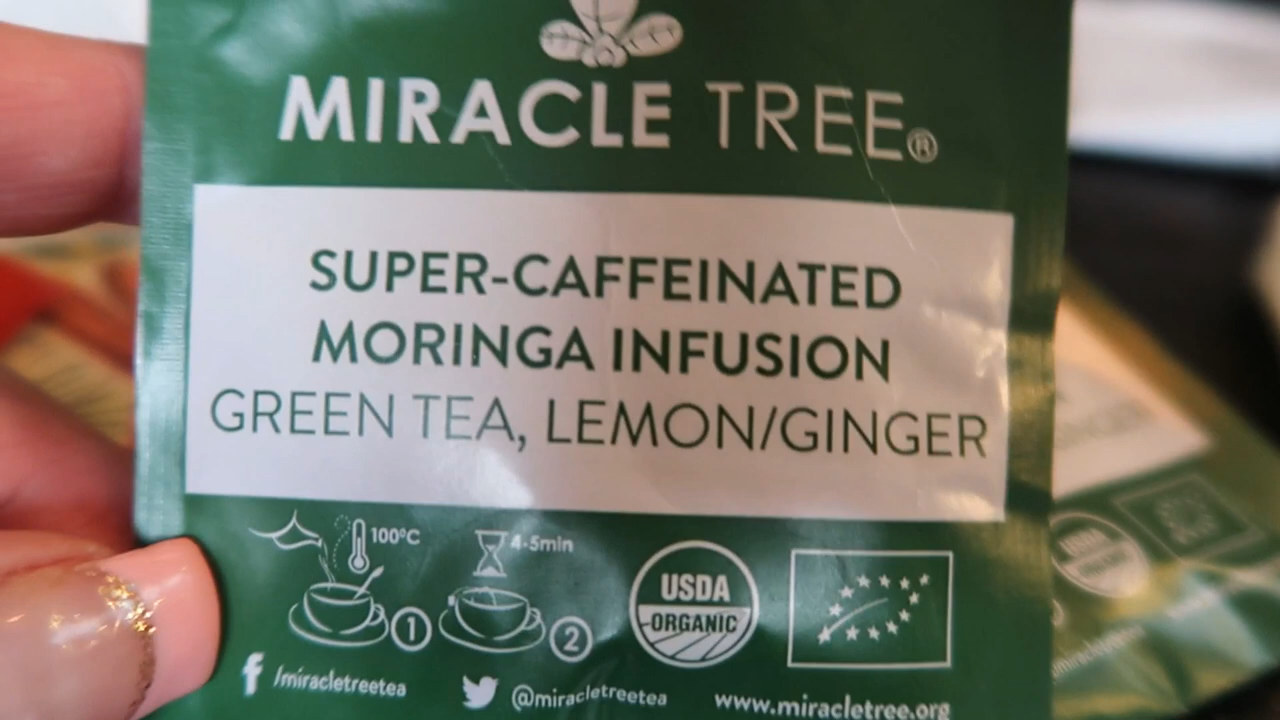 MIRACLE TREE®
SUPER-CAFFEINATED
MORINGA INFUSION
GREEN TEA, LEMON/GINGER
100°C
4-5min
1
2
USDA
ORGANIC
/miracletreetea
@miracletreetea
www.miracletree.org
USDA